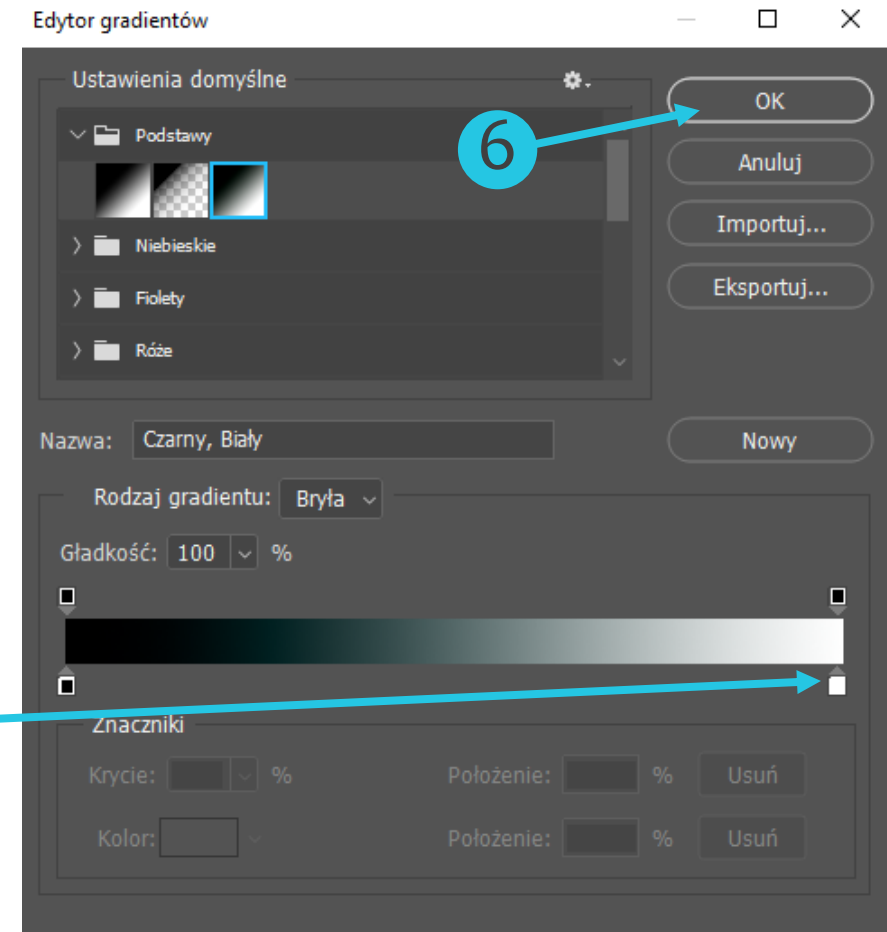 Edytor gradientów
Ustawienia domyślne
OK
6
Podstawy
Anuluj
Importuj...
Niebieskie
Fiolety
Eksportuj...
Róże
Nazwa: Czarny, Biały
Nowy
Rodzaj gradientu: Bryła
Gładkość: 100 %
Znaczniki
Krycie: % Położenie: % Usuń
Kolor: Położenie: % Usuń